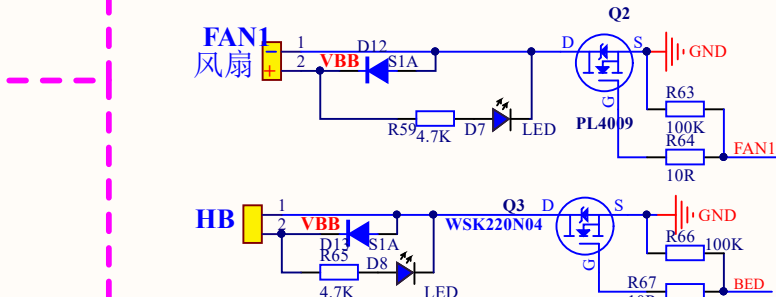 Q2
FAN1
风扇
1
2
VBB
D12
S1A
D
S
G
GND
R63
100K
R64
10R
FAN1
PL4009
R59
4.7K
D7
LED
HB
1
2
VBB
D13
S1A
R65
4.7K
D8
LED
Q3
WSK220N04
D
S
G
GND
R66
100K
R67
10R
BED